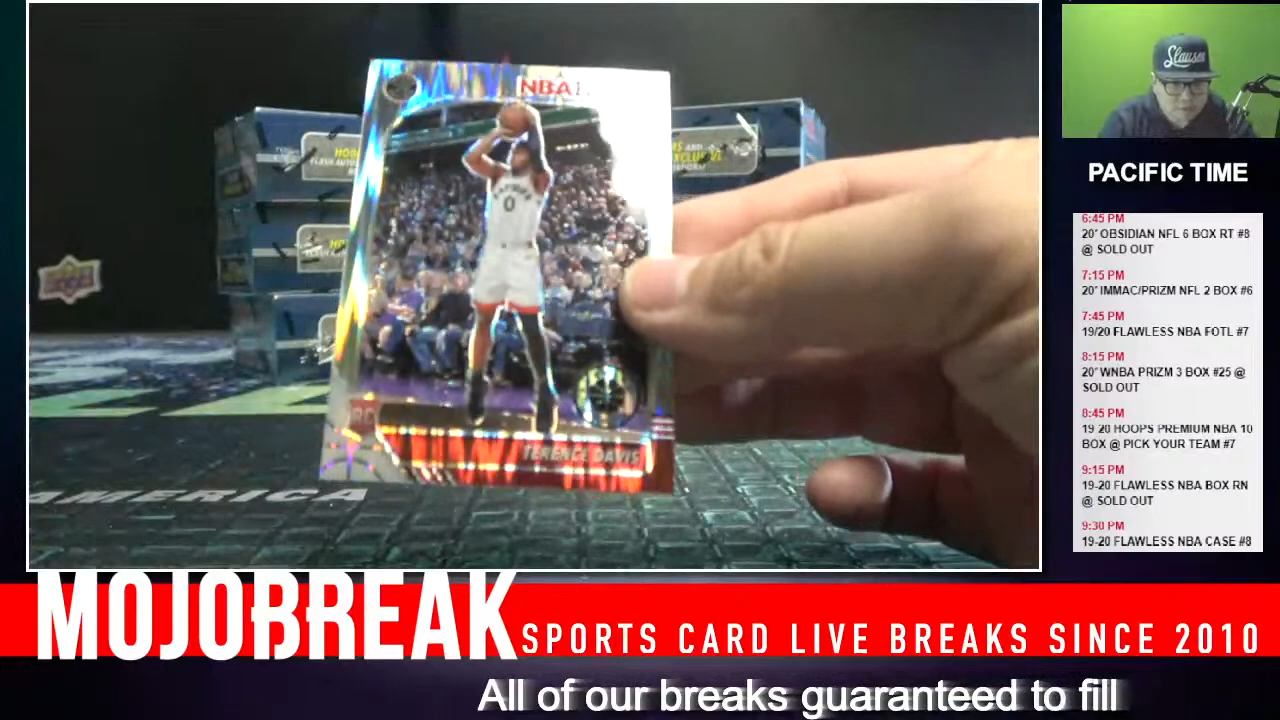 NBA
0
RC
TERENCE DAVIS
AMERICA
Slauson
PACIFIC TIME
6:45 PM
20' OBSIDIAN NFL 6 BOX RT #8
@ SOLD OUT
7:15 PM
20' IMMAC/PRIZM NFL 2 BOX #6
7:45 PM
19/20 FLAWLESS NBA FOTL #7
8:15 PM
20' WNBA PRIZM 3 BOX #25 @
SOLD OUT
8:45 PM
19-20 HOOPS PREMIUM NBA 10
BOX @ PICK YOUR TEAM #7
9:15 PM
19-20 FLAWLESS NBA BOX RN
@ SOLD OUT
9:30 PM
19-20 FLAWLESS NBA CASE #8
MOJOBREAK
SPORTS CARD LIVE BREAKS SINCE 2010
All of our breaks guaranteed to fill